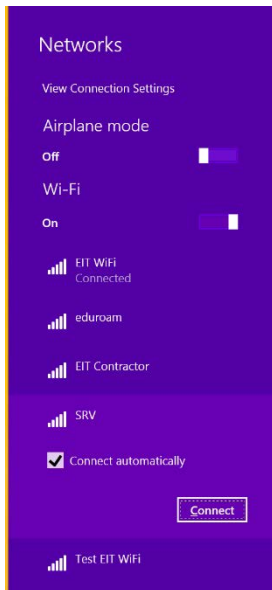 Networks
View Connection Settings
Airplane mode
Off
Wi-Fi
On
EIT WiFi
Connected
eduroam
EIT Contractor
SRV
Connect automatically
Connect
Test EIT WiFi